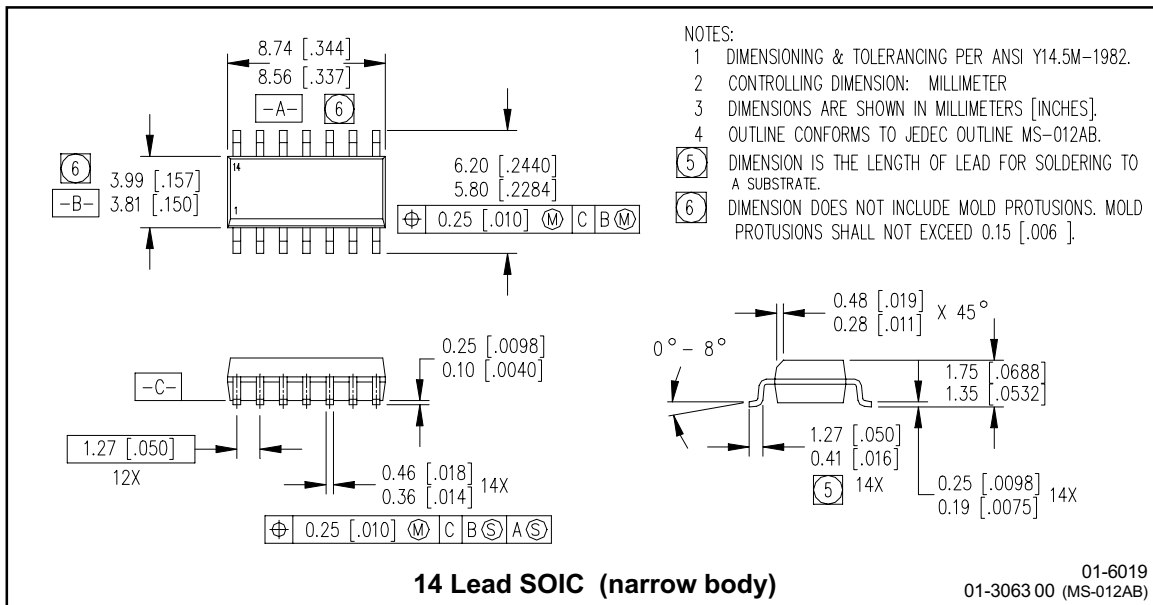 8.74 [.344]
8.56 [.337]
-A- 6
6
3.99 [.157]
3.81 [.150]
-B-
14
1
6.20 [.2440]
5.80 [.2284]
⌖ 0.25 [.010] Ⓜ C B Ⓜ
NOTES:
1 DIMENSIONING & TOLERANCING PER ANSI Y14.5M-1982.
2 CONTROLLING DIMENSION: MILLIMETER
3 DIMENSIONS ARE SHOWN IN MILLIMETERS [INCHES].
4 OUTLINE CONFORMS TO JEDEC OUTLINE MS-012AB.
5 DIMENSION IS THE LENGTH OF LEAD FOR SOLDERING TO
A SUBSTRATE.
6 DIMENSION DOES NOT INCLUDE MOLD PROTUSIONS. MOLD
PROTUSIONS SHALL NOT EXCEED 0.15 [.006 ].
-C-
0.25 [.0098]
0.10 [.0040]
1.27 [.050]
12X
0.46 [.018]
0.36 [.014] 14X
⌖ 0.25 [.010] Ⓜ C B Ⓢ A Ⓢ
0.48 [.019]
0.28 [.011] X 45°
0°-8°
1.75 [.0688]
1.35 [.0532]
1.27 [.050]
0.41 [.016]
5 14X
0.25 [.0098]
0.19 [.0075] 14X
14 Lead SOIC (narrow body)
01-6019
01-3063 00 (MS-012AB)